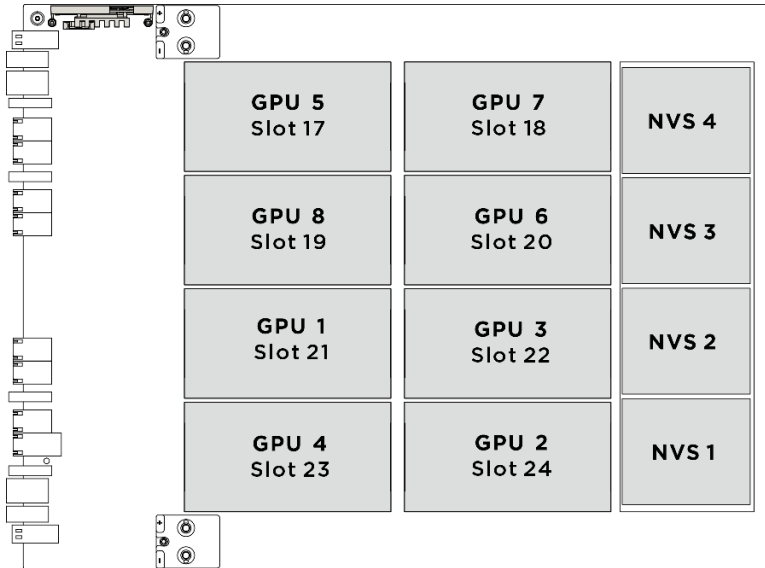 GPU 5
Slot 17
GPU 7
Slot 18
NVS 4
GPU 8
Slot 19
GPU 6
Slot 20
NVS 3
GPU 1
Slot 21
GPU 3
Slot 22
NVS 2
GPU 4
Slot 23
GPU 2
Slot 24
NVS 1